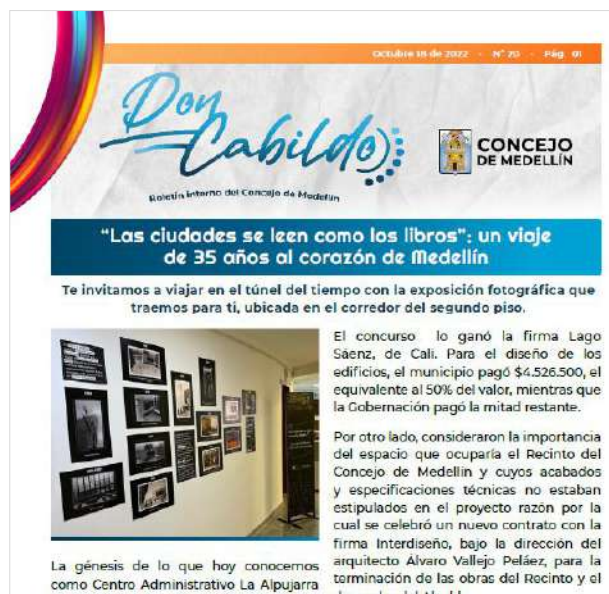 Octubre 18 de 2022 - N° 20 - Pág 01
Don
Cabildo
Boletín interno del Concejo de Medellín
CONCEJO
DE MEDELLÍN
“Las ciudades se leen como los libros”: un viaje
de 35 años al corazón de Medellín
Te invitamos a viajar en el túnel del tiempo con la exposición fotográfica que
traemos para ti, ubicada en el corredor del segundo piso.
La génesis de lo que hoy conocemos
como Centro Administrativo La Alpujarra
El concurso lo ganó la firma Lago
Sáenz, de Cali. Para el diseño de los
edificios, el municipio pagó $4.526.500, el
equivalente al 50% del valor, mientras que
la Gobernación pagó la mitad restante.
Por otro lado, consideraron la importancia
del espacio que ocuparía el Recinto del
Concejo de Medellín y cuyos acabados
y especificaciones técnicas no estaban
estipulados en el proyecto razón por la
cual se celebró un nuevo contrato con la
firma Interdiseño, bajo la dirección del
arquitecto Álvaro Vallejo Peláez, para la
terminación de las obras del Recinto y el